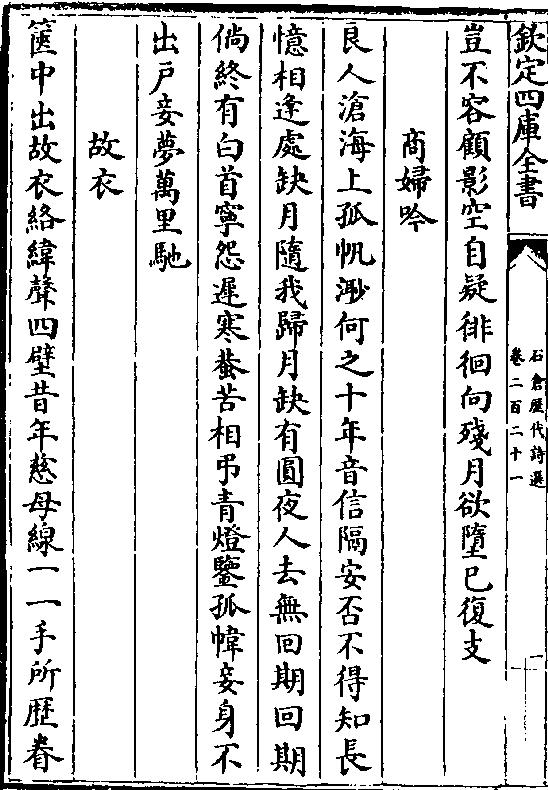 欽定四庫全書
石倉歷代詩選
卷二百二十一
豈不容顧影空自疑徘徊向殘月欲墮已復支
商婦吟
良人滄海上孤帆渺何之十年音信隔安否不得知長
憶相逢處缺月隨我歸月缺有圓夜人去無回期回期
倘終有白首寧怨遲寒螀苦相弔青燈鑒孤幃妾身不
出戶妾夢萬里馳
故衣
篋中出故衣絡緯聲四壁昔年慈母線一一手所歷眷